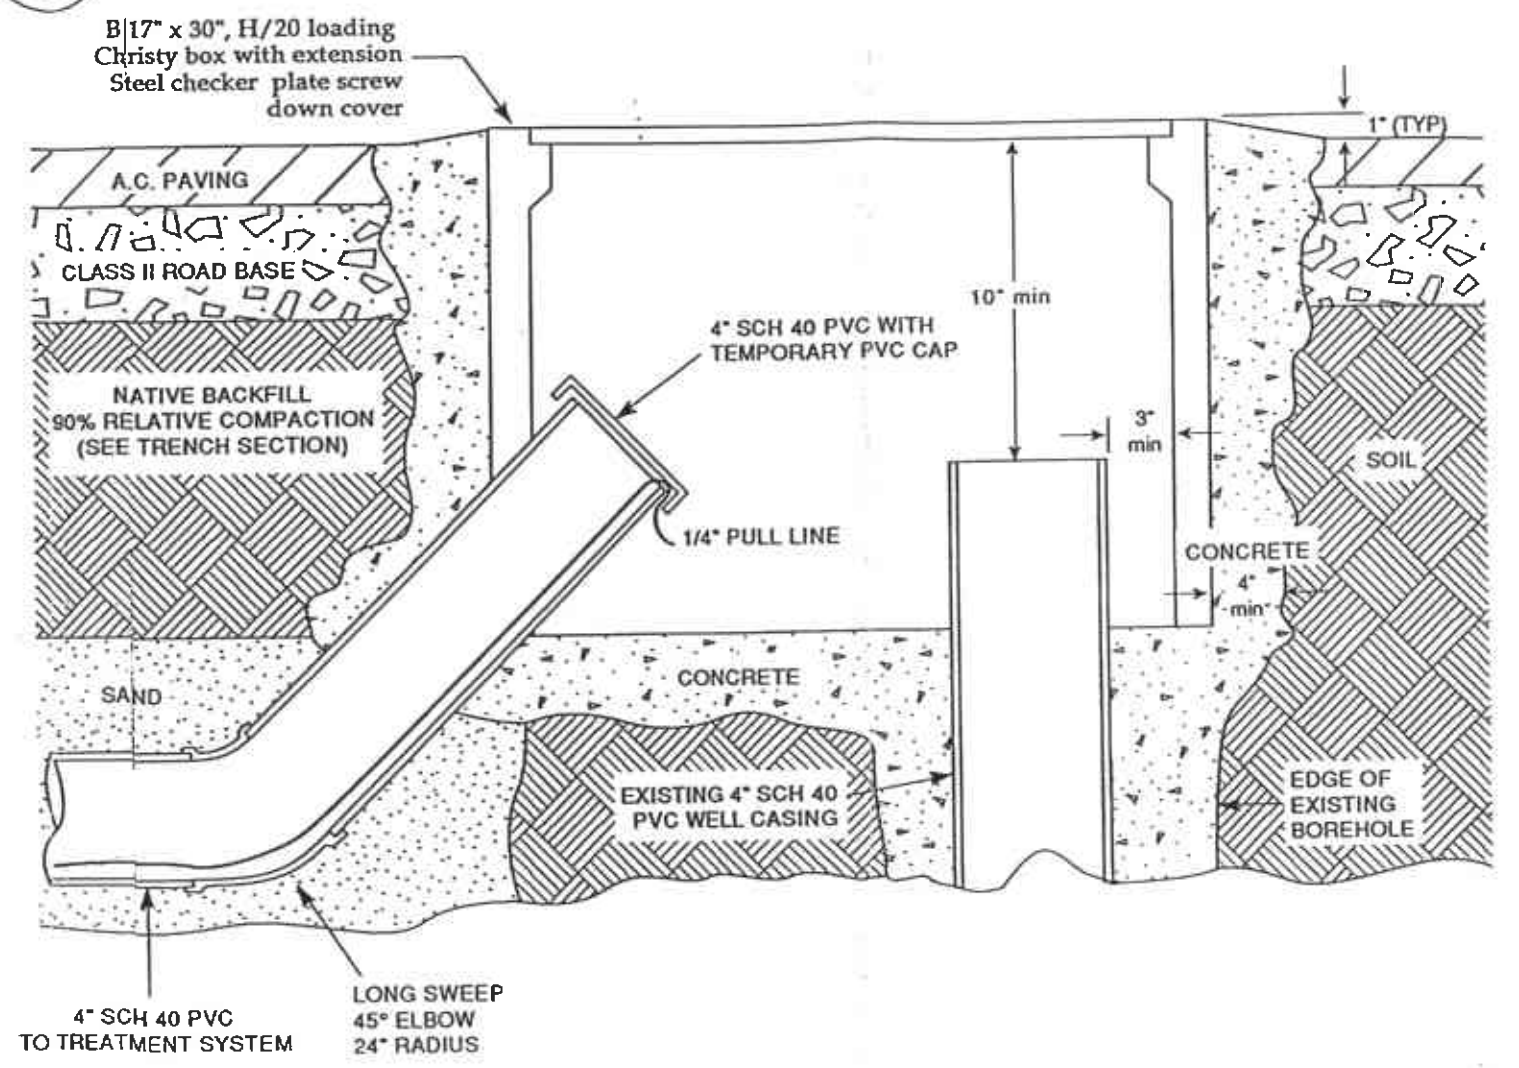 B 17" x 30", H/20 loading
Christy box with extension
Steel checker plate screw
down cover
1" (TYP)
A.C. PAVING
CLASS II ROAD BASE
10" min
4" SCH 40 PVC WITH
TEMPORARY PVC CAP
NATIVE BACKFILL
90% RELATIVE COMPACTION
(SEE TRENCH SECTION)
3"
min
SOIL
1/4" PULL LINE
CONCRETE
4"
min
SAND
CONCRETE
EXISTING 4" SCH 40
PVC WELL CASING
EDGE OF
EXISTING
BOREHOLE
LONG SWEEP
45° ELBOW
24" RADIUS
4" SCH 40 PVC
TO TREATMENT SYSTEM